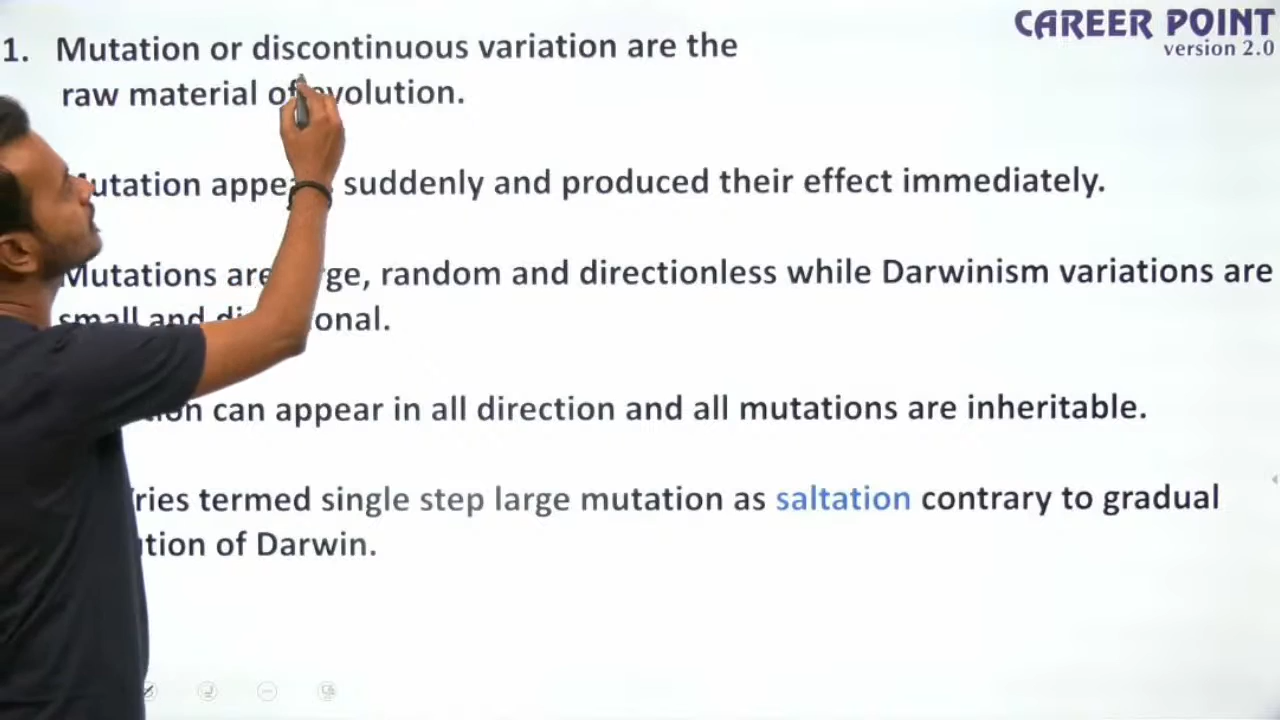 CAREER POINT
version 2.0
1. Mutation or discontinuous variation are the
raw material of evolution.
suddenly and produced their effect immediately.
Mutations are random and directionless while Darwinism variations are
small and
can appear in all direction and all mutations are inheritable.
termed single step large mutation as saltation contrary to gradual
of Darwin.